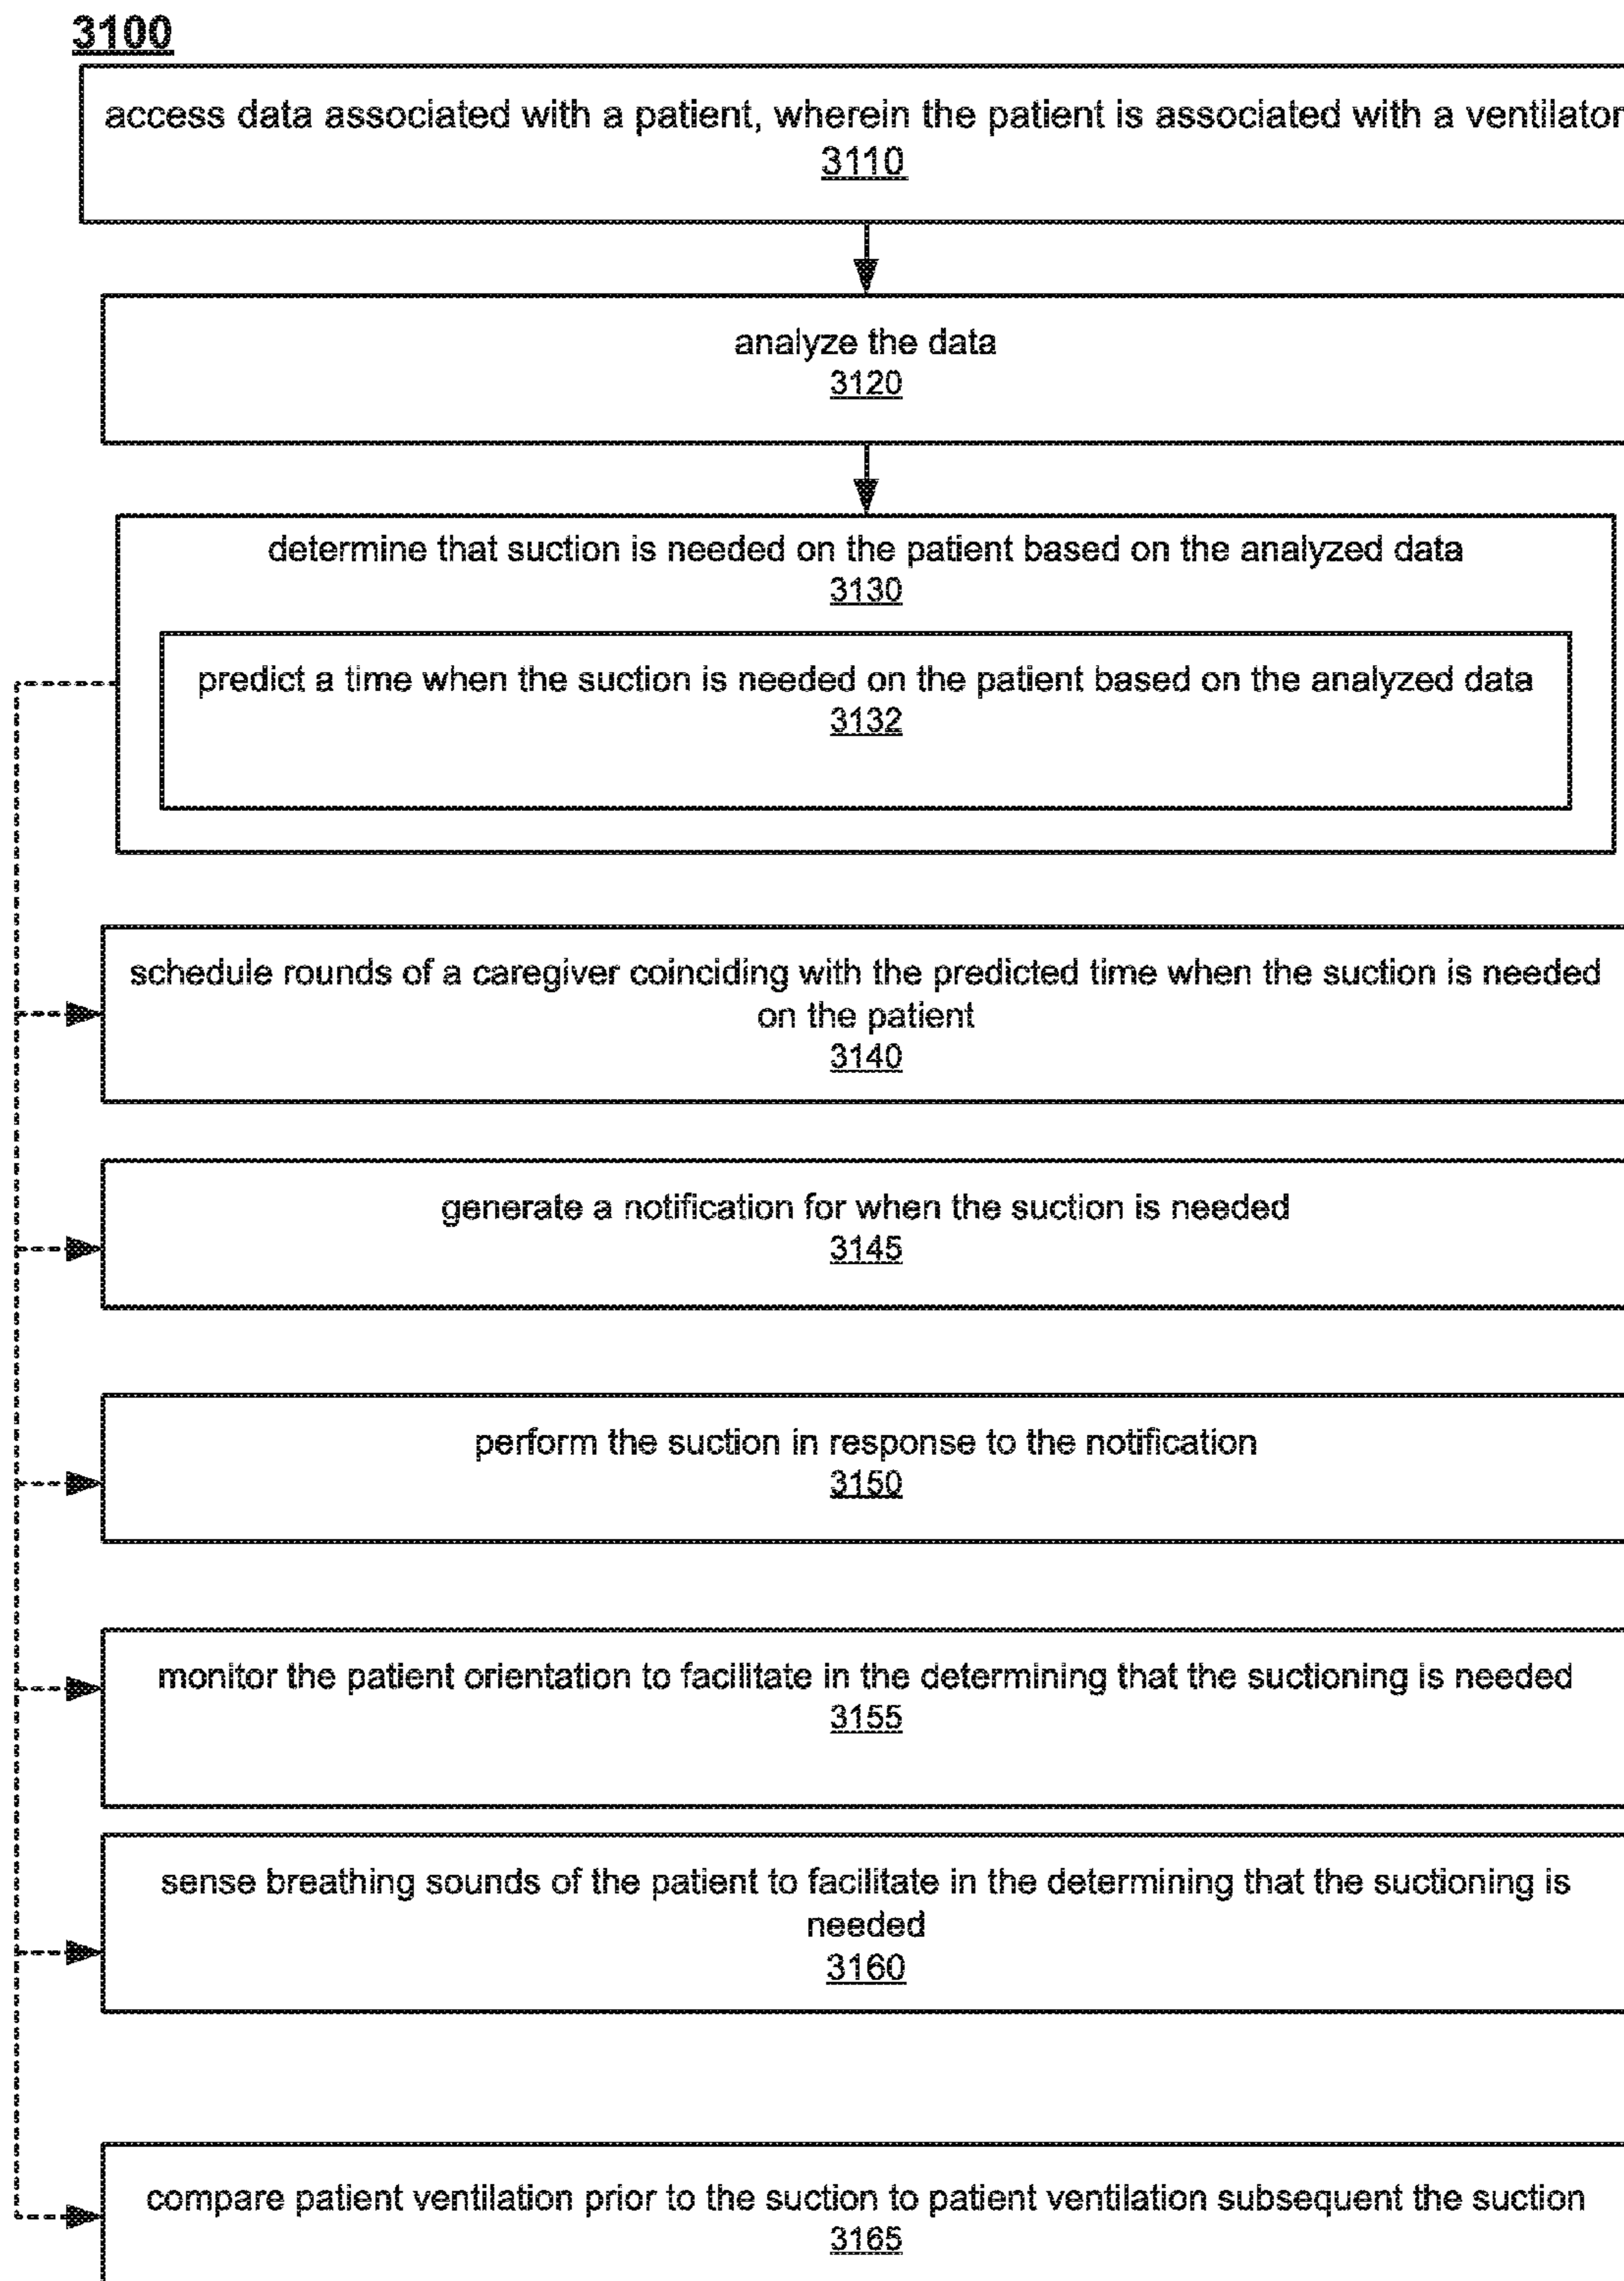 3100
access data associated with a patient, wherein the patient is associated with a ventilator
3110
analyze the data
3120
determine that suction is needed on the patient based on the analyzed data
3130
predict a time when the suction is needed on the patient based on the analyzed data
3132
schedule rounds of a caregiver coinciding with the predicted time when the suction is needed
on the patient
3140
generate a notification for when the suction is needed
3145
perform the suction in response to the notification
3150
monitor the patient orientation to facilitate in the determining that the suctioning is needed
3155
sense breathing sounds of the patient to facilitate in the determining that the suctioning is
needed
3160
compare patient ventilation prior to the suction to patient ventilation subsequent the suction
3165